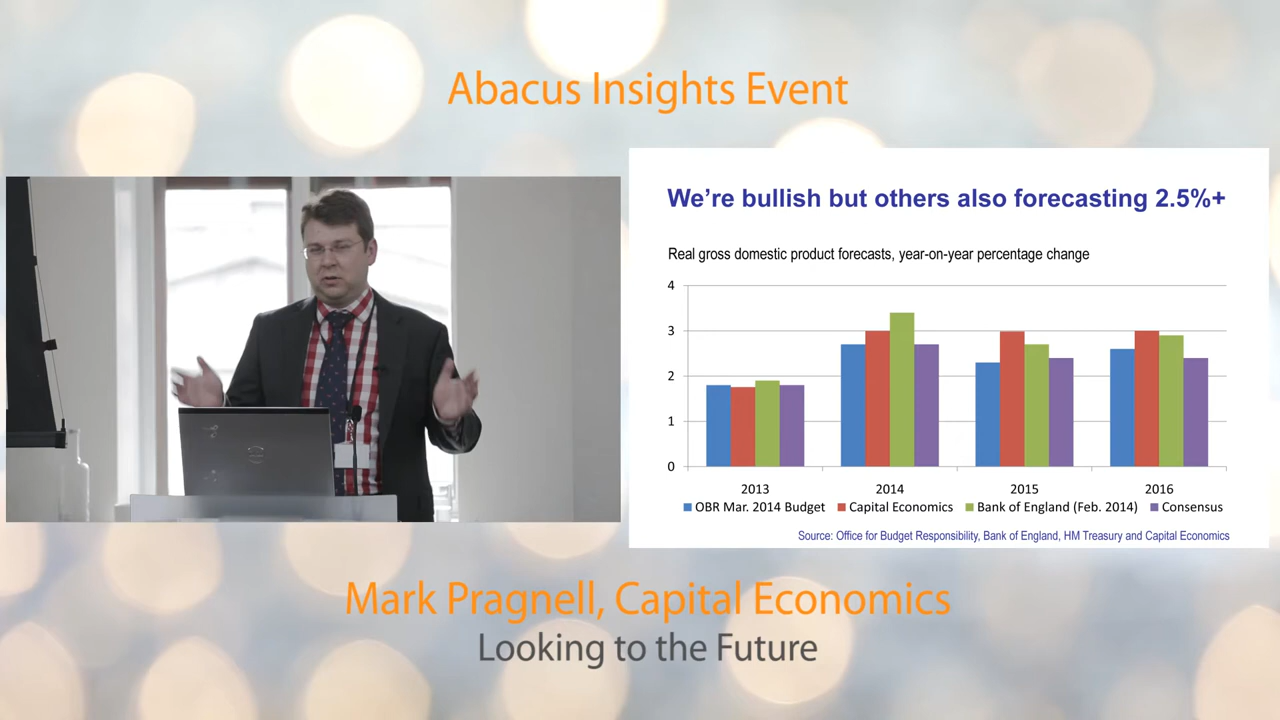 Abacus Insights Event
We're bullish but others also forecasting 2.5%+
Real gross domestic product forecasts, year-on-year percentage change
4
3
2
1
0
2013 2014 2015 2016
OBR Mar. 2014 Budget Capital Economics Bank of England (Feb. 2014) Consensus
Source: Office for Budget Responsibility, Bank of England, HM Treasury and Capital Economics
Mark Pragnell, Capital Economics
Looking to the Future